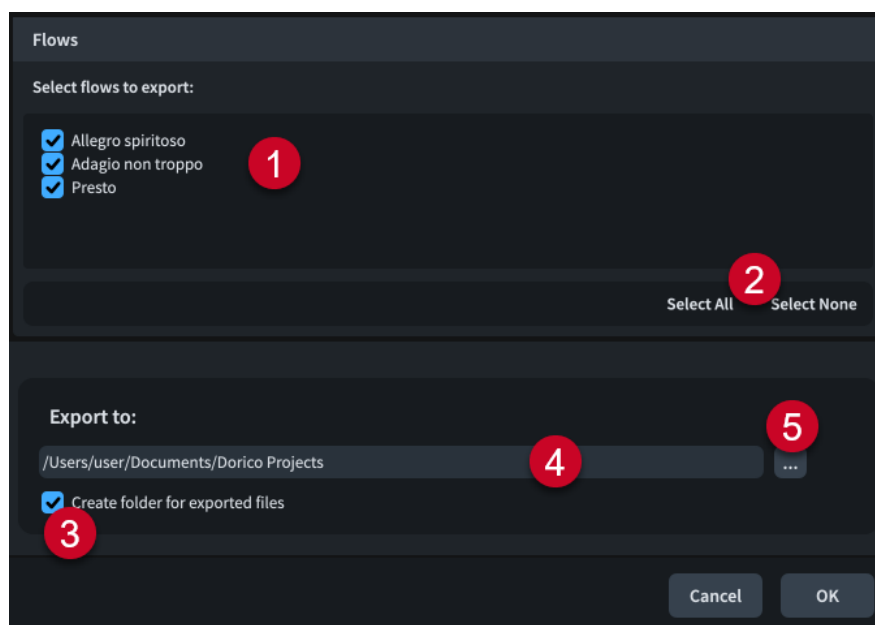 Flows
Select flows to export:
Allegro spiritoso
Adagio non troppo
1
Presto
2
Select All Select None
Export to:
5
/Users/user/Documents/Dorico Projects 4 ...
Create folder for exported files
3
Cancel OK